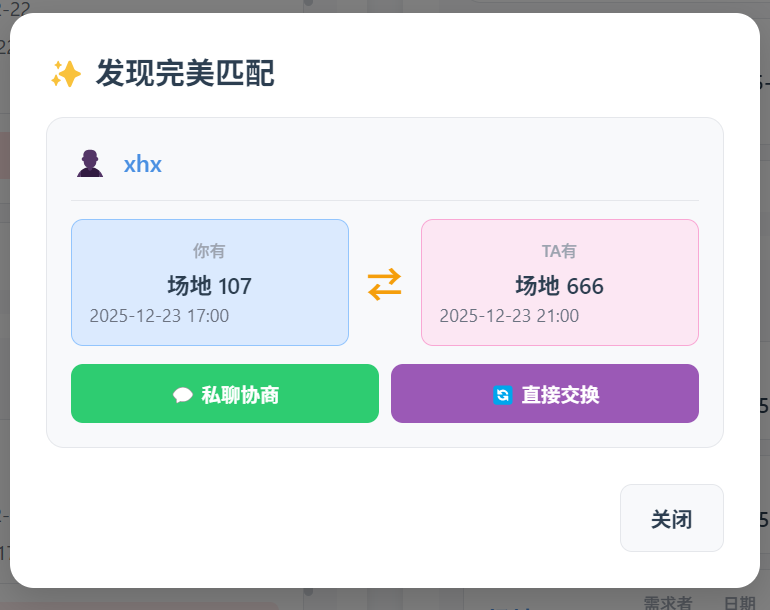 2-22
发现完美匹配
xhx
你有
场地 107
2025-12-23 17:00
TA有
场地 666
2025-12-23 21:00
私聊协商
直接交换
关闭
需求者
日期